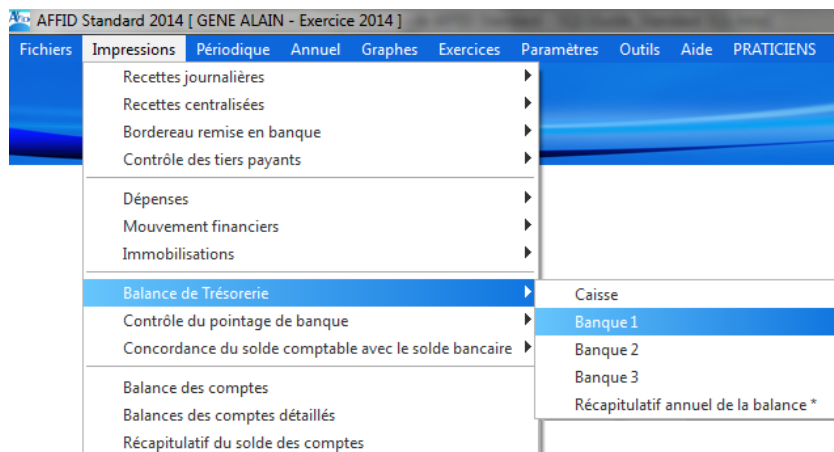 AFFID Standard 2014 [ GENE ALAIN - Exercice 2014 ]
Fichiers Impressions Périodique Annuel Graphes Exercices Paramètres Outils Aide PRATICIENS
Recettes journalières
Recettes centralisées
Bordereau remise en banque
Contrôle des tiers payants
Dépenses
Mouvement financiers
Immobilisations
Balance de Trésorerie
Contrôle du pointage de banque
Concordance du solde comptable avec le solde bancaire
Balance des comptes
Balances des comptes détaillés
Récapitulatif du solde des comptes
Caisse
Banque 1
Banque 2
Banque 3
Récapitulatif annuel de la balance *